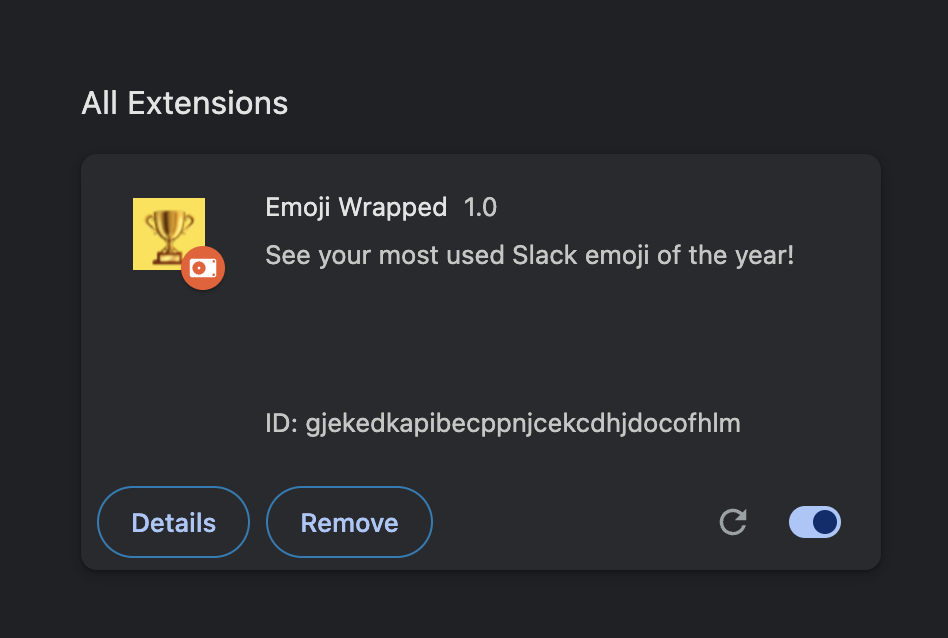 All Extensions
Emoji Wrapped 1.0
See your most used Slack emoji of the year!
ID: gjekedkapibecppnjcekcdhjdocofhlm
Details
Remove